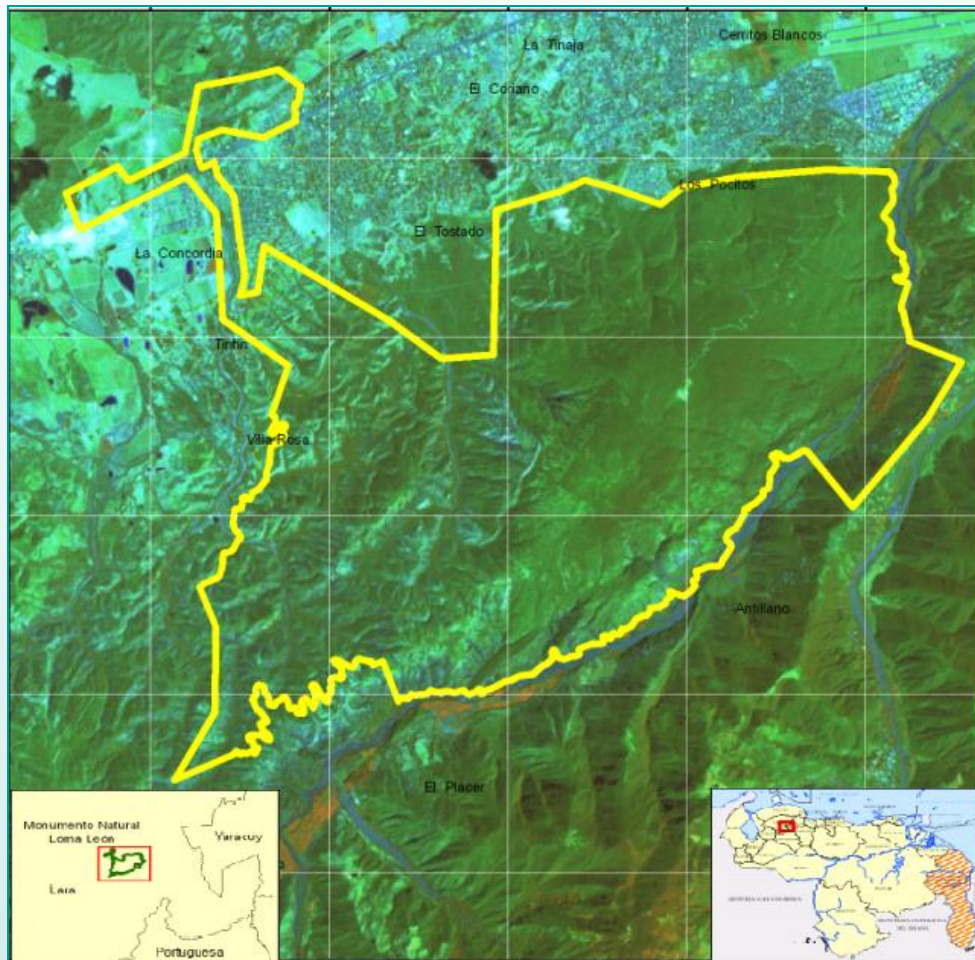 La Tinaja
Cerritos Blancos
El Coriano
Los Pocitos
El Tostado
La Concordia
Tintin
Villa Rosa
Antillano
El Placer
Monumento Natural
Loma León
Yaracuy
Lara
Portuguesa